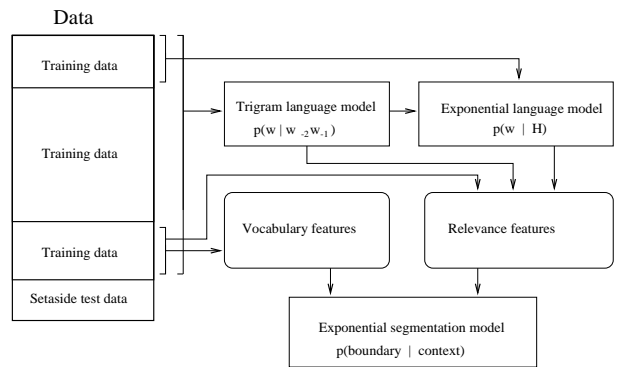 Data
Training data
Training data
Training data
Setaside test data
Trigram language model
p(w | w -2 w -1 )
Exponential language model
p(w | H)
Vocabulary features
Relevance features
Exponential segmentation model
p(boundary | context)